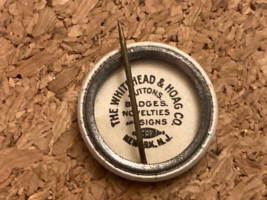 THE WHITEHEAD & HOAG CO.
BUTTONS,
BADGES,
NOVELTIES
AND SIGNS
NEWARK, N.J.